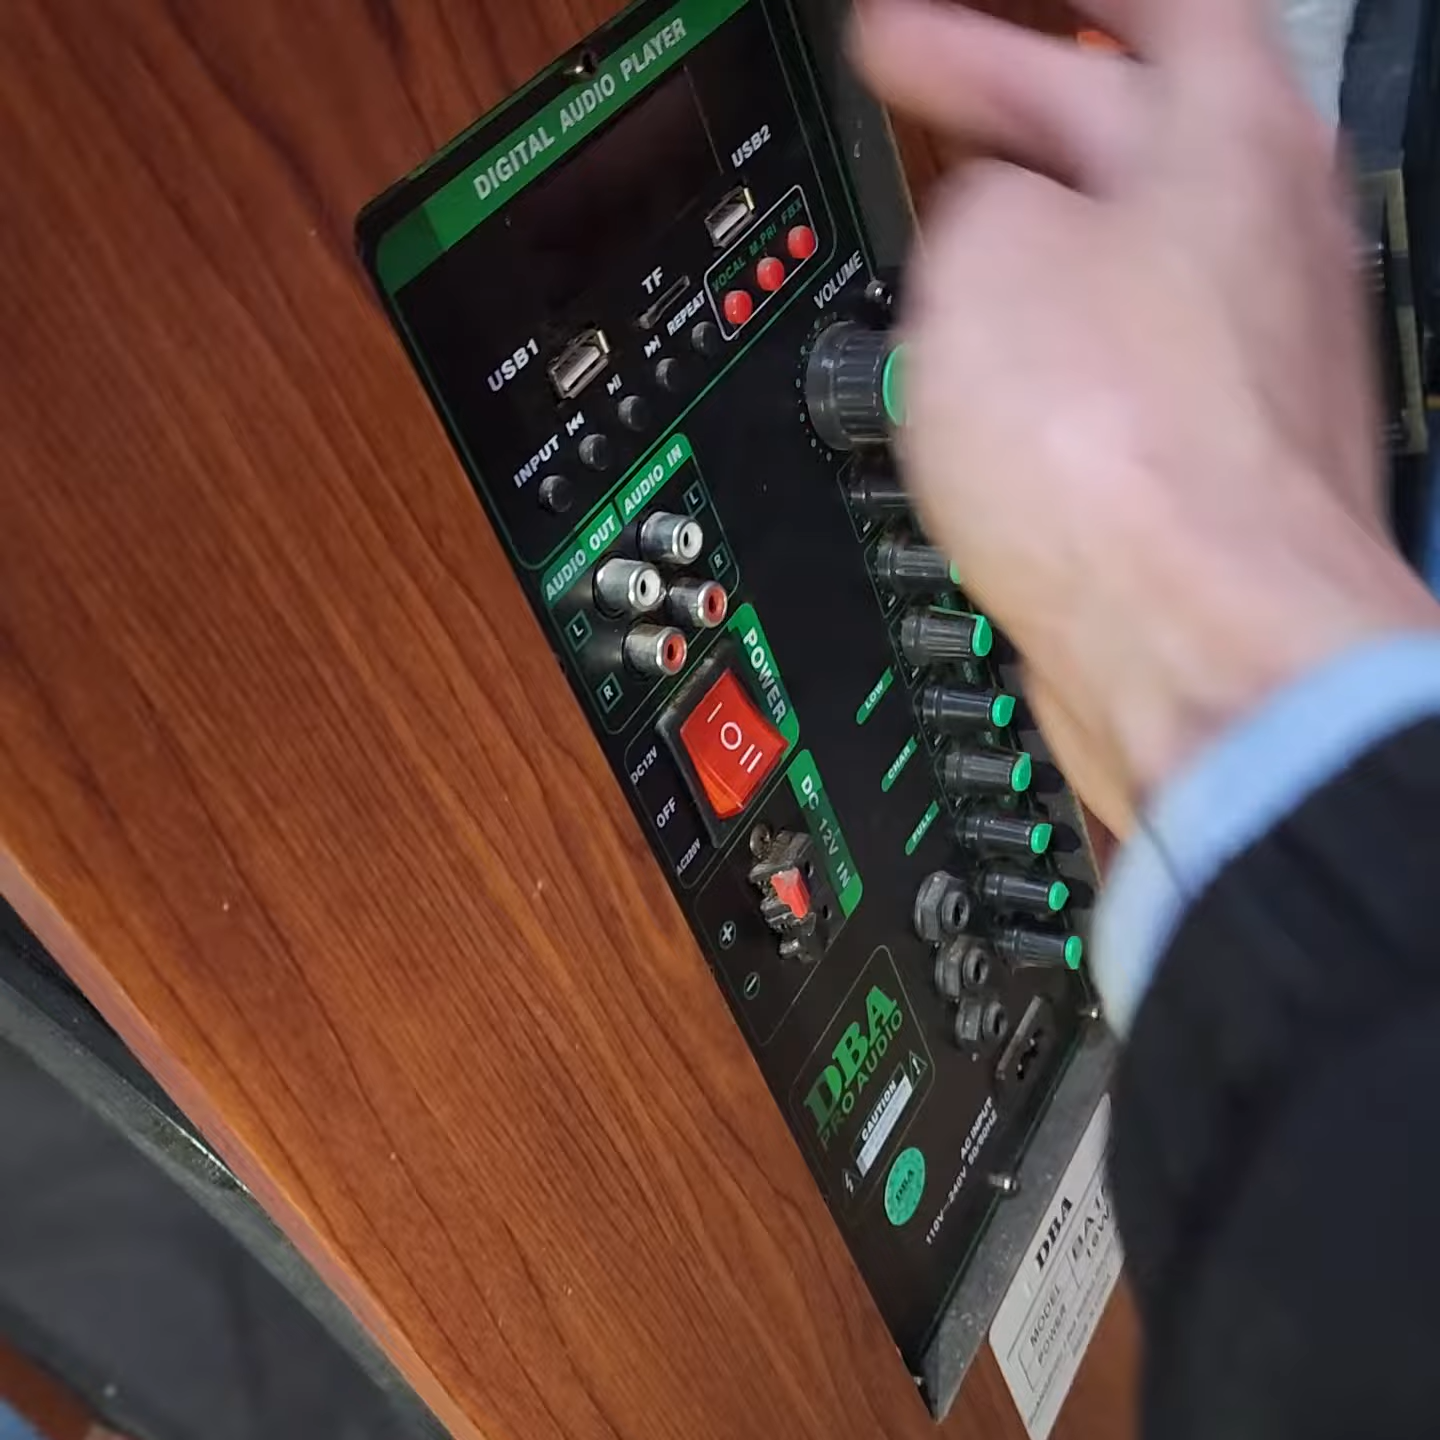 DIGITAL AUDIO PLAYER
USB2
VOCAL M.PRI FBX
TF
REPEAT
USB1
INPUT
VOLUME
AUDIO OUT
AUDIO IN
L
R
L
R
POWER
DC12V
OFF
AC220V
DC 12V IN
LOW
CHAR
FULL
DBA
PRO AUDIO
CAUTION
DBA
AC INPUT
110V—240V 50/60HZ
DBA
MODEL
POWER